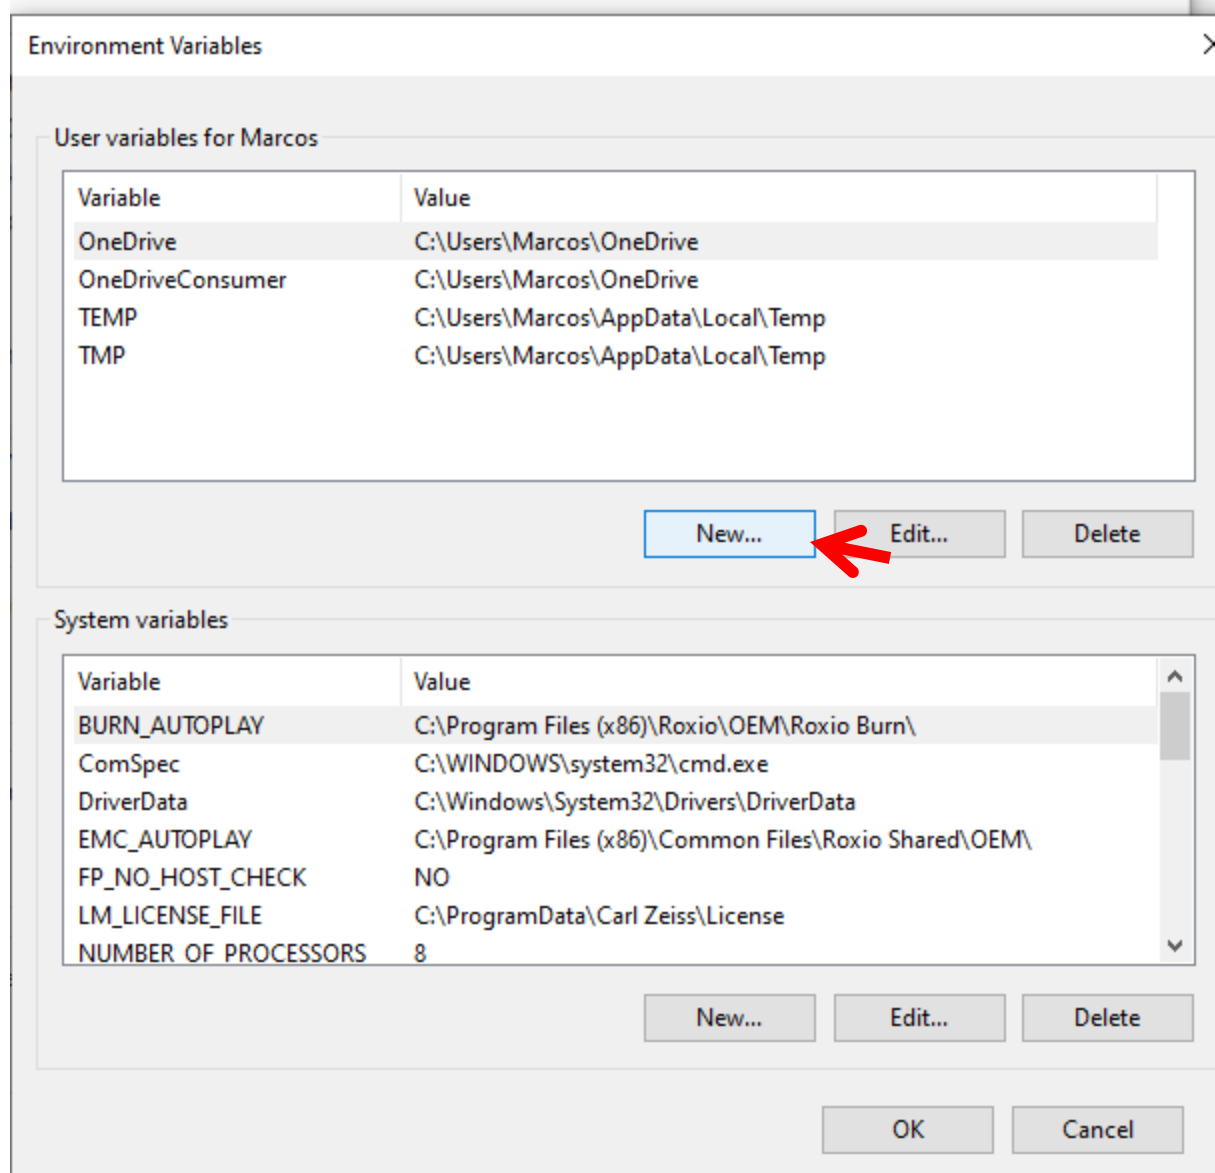 Environment Variables
User variables for Marcos
Variable Value
OneDrive C:\Users\Marcos\OneDrive
OneDriveConsumer C:\Users\Marcos\OneDrive
TEMP C:\Users\Marcos\AppData\Local\Temp
TMP C:\Users\Marcos\AppData\Local\Temp
New... Edit... Delete
System variables
Variable Value
BURN_AUTOPLAY C:\Program Files (x86)\Roxio\OEM\Roxio Burn\
ComSpec C:\WINDOWS\system32\cmd.exe
DriverData C:\Windows\System32\Drivers\DriverData
EMC_AUTOPLAY C:\Program Files (x86)\Common Files\Roxio Shared\OEM\
FP_NO_HOST_CHECK NO
LM_LICENSE_FILE C:\ProgramData\Carl Zeiss\License
NUMBER_OF_PROCESSORS 8
New... Edit... Delete
OK Cancel